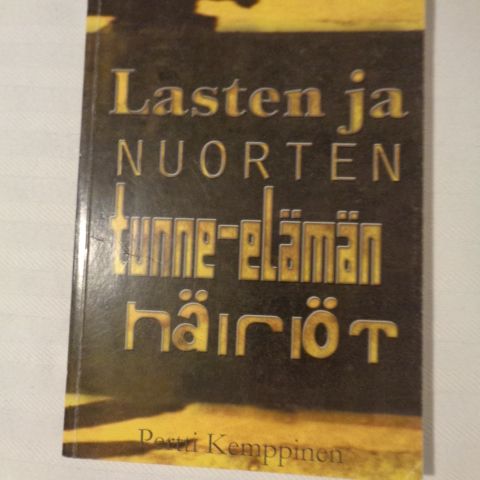 Lasten ja
NUORTEN
tunne-elämän
häiriöt
Pertti Kemppinen